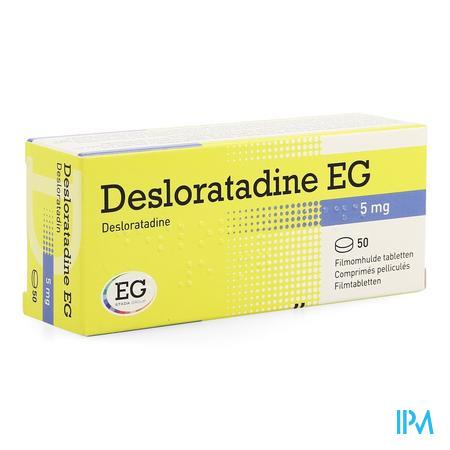 Desloratadine EG
Desloratadine
5 mg
50
Filmomhulde tabletten
Comprimés pelliculés
Filmtabletten
EG
STADA GROUP
Desloratadine EG
Desloratadine
5 mg
50
IPM